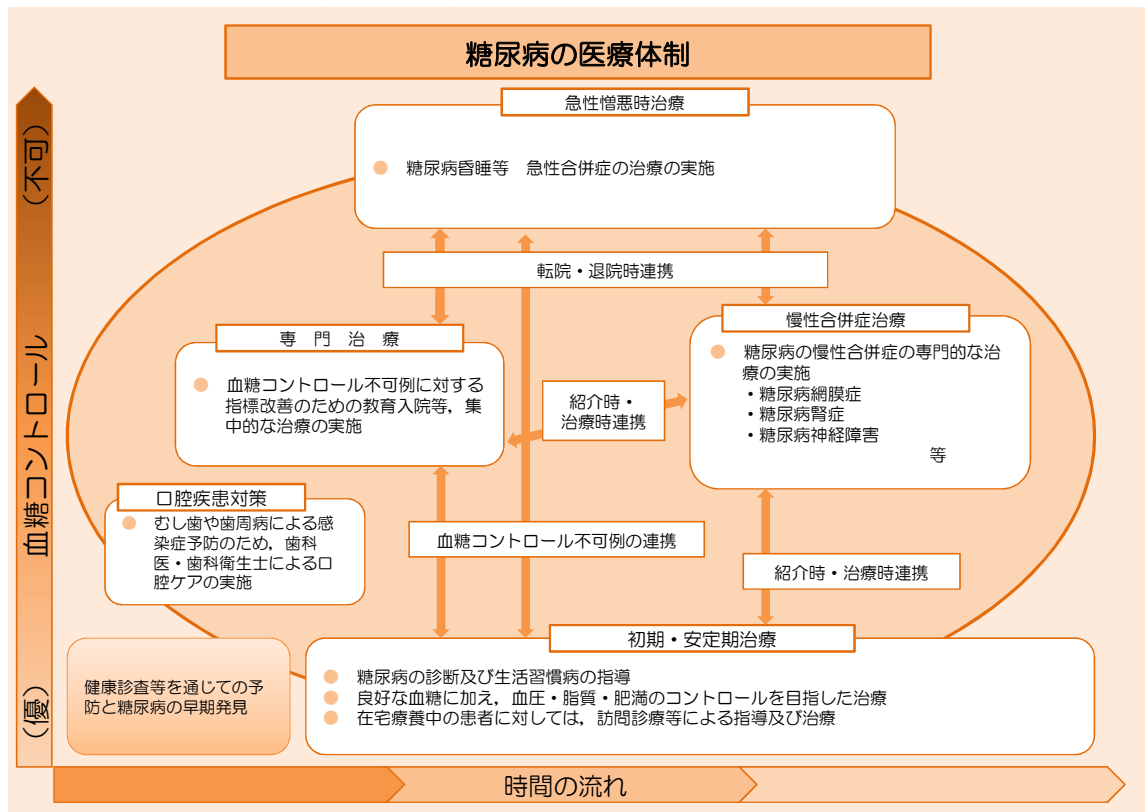 糖尿病の医療体制
急性憎悪時治療
糖尿病昏睡等　急性合併症の治療の実施
転院・退院時連携
専　門　治　療
血糖コントロール不可例に対する
指標改善のための教育入院等，集
中的な治療の実施
紹介時・
治療時連携
慢性合併症治療
糖尿病の慢性合併症の専門的な治
療の実施
・糖尿病網膜症
・糖尿病腎症
・糖尿病神経障害
等
口腔疾患対策
むし歯や歯周病による感
染症予防のため，歯科
医・歯科衛生士による口
腔ケアの実施
血糖コントロール不可例の連携
紹介時・治療時連携
初期・安定期治療
糖尿病の診断及び生活習慣病の指導
良好な血糖に加え，血圧・脂質・肥満のコントロールを目指した治療
在宅療養中の患者に対しては，訪問診療等による指導及び治療
健康診査等を通じての予
防と糖尿病の早期発見
（不可）
血糖コントロール
（優）
時間の流れ